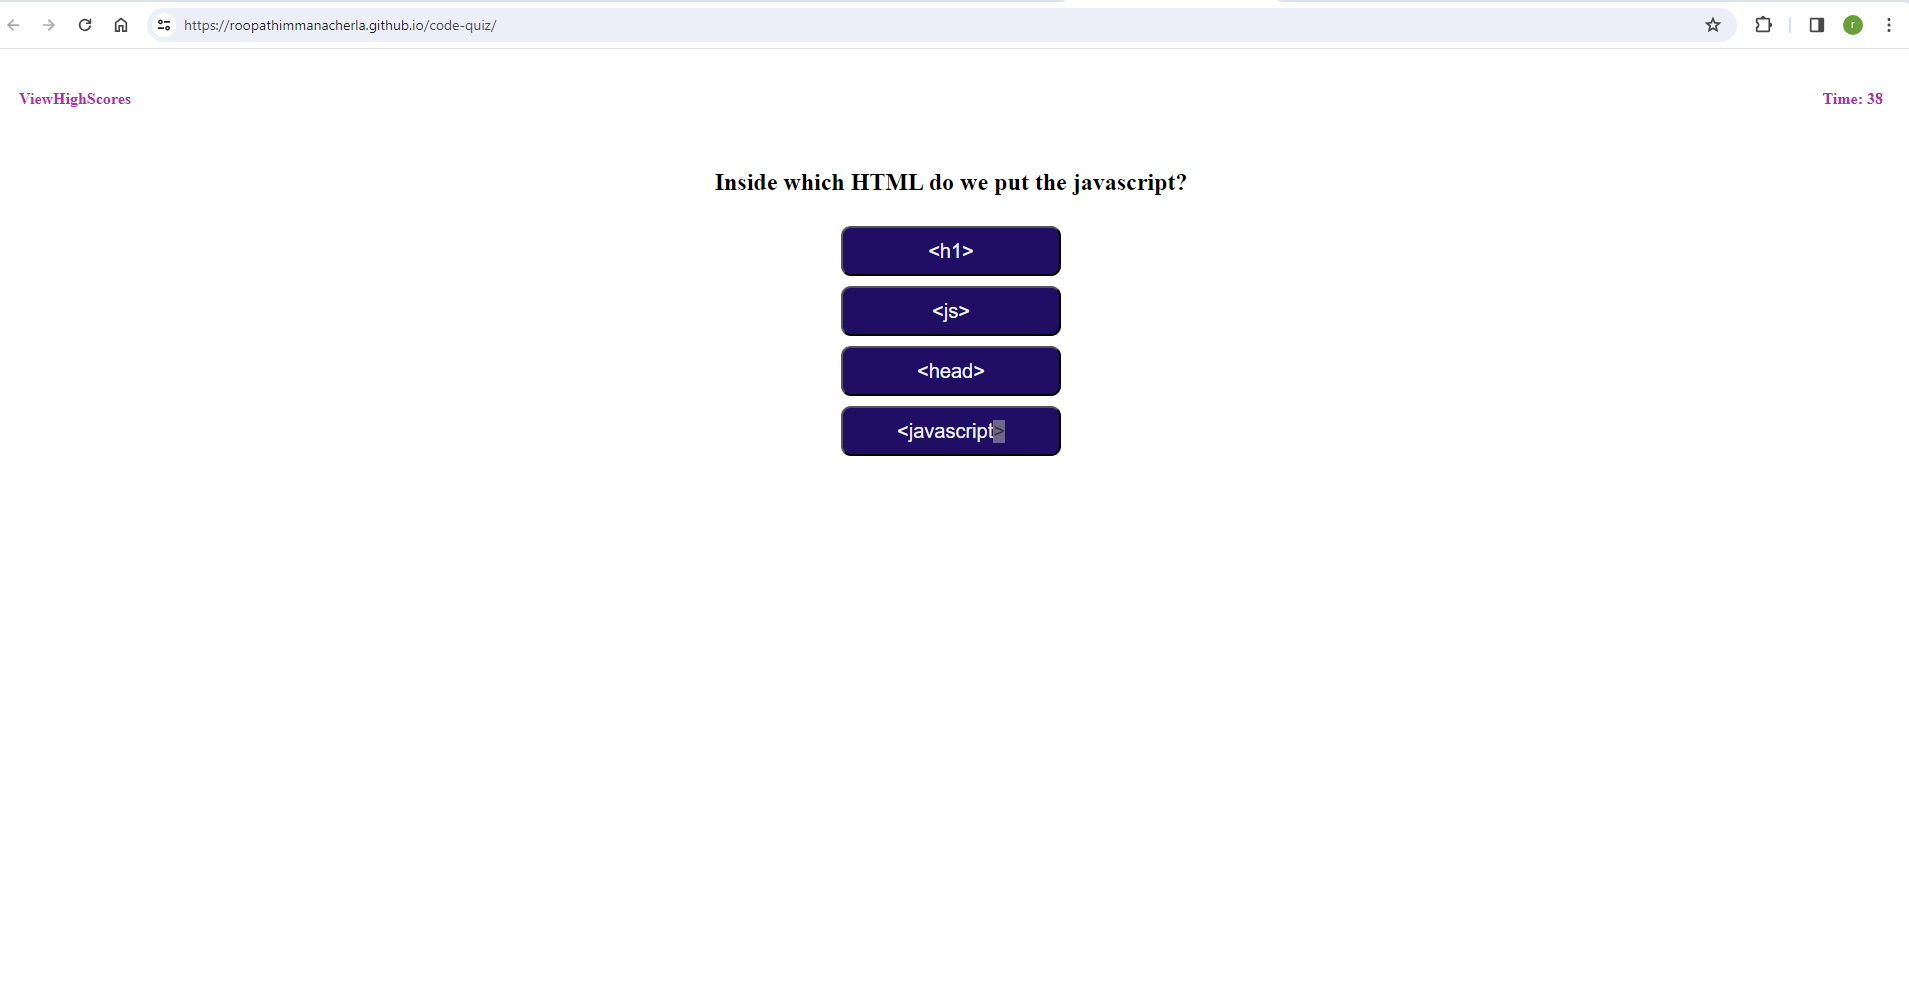 https://roopathimmanacherla.github.io/code-quiz/
r
ViewHighScores
Time: 38
Inside which HTML do we put the javascript?
<h1>
<js>
<head>
<javascript>